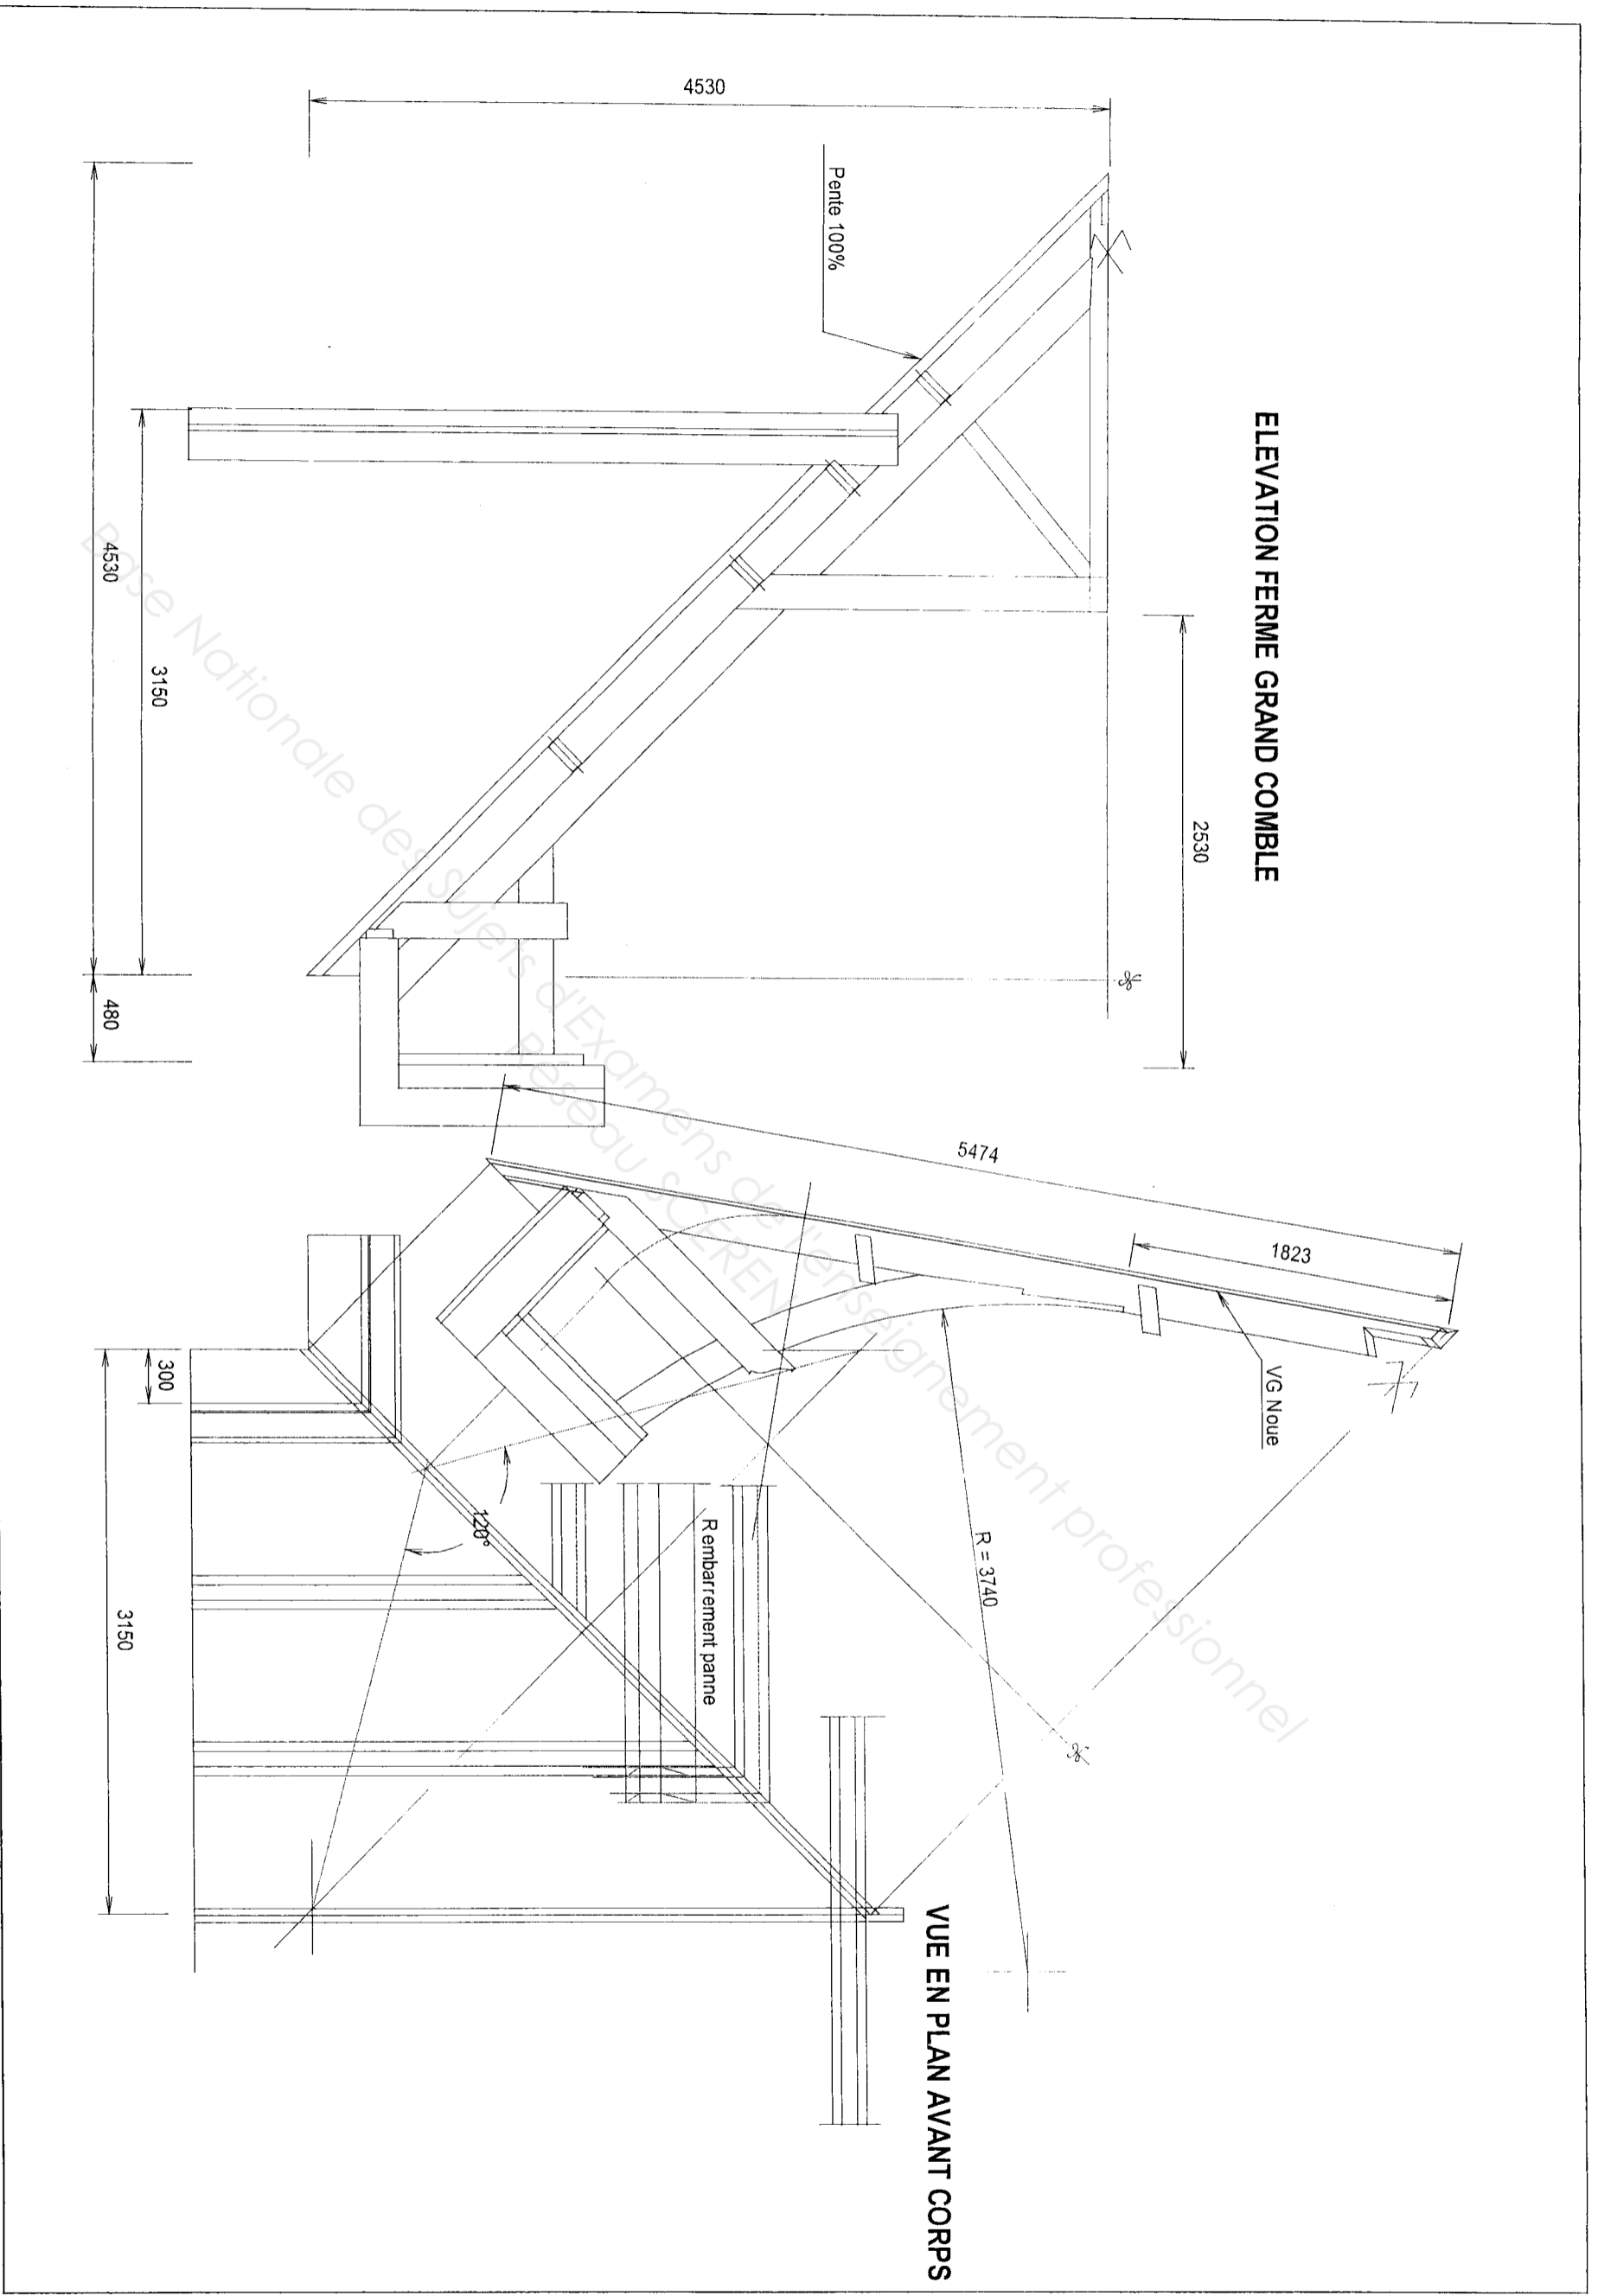 ELEVATION FERME GRAND COMBLE
4530
Pente 100%
2530
3150
4530
480
5474
1823
VG Noue
R = 3740
120°
Rembarrement panne
300
3150
VUE EN PLAN AVANT CORPS
Base Nationale des Sujets d'Examens de l'enseignement professionnel
Réseau SCEREN